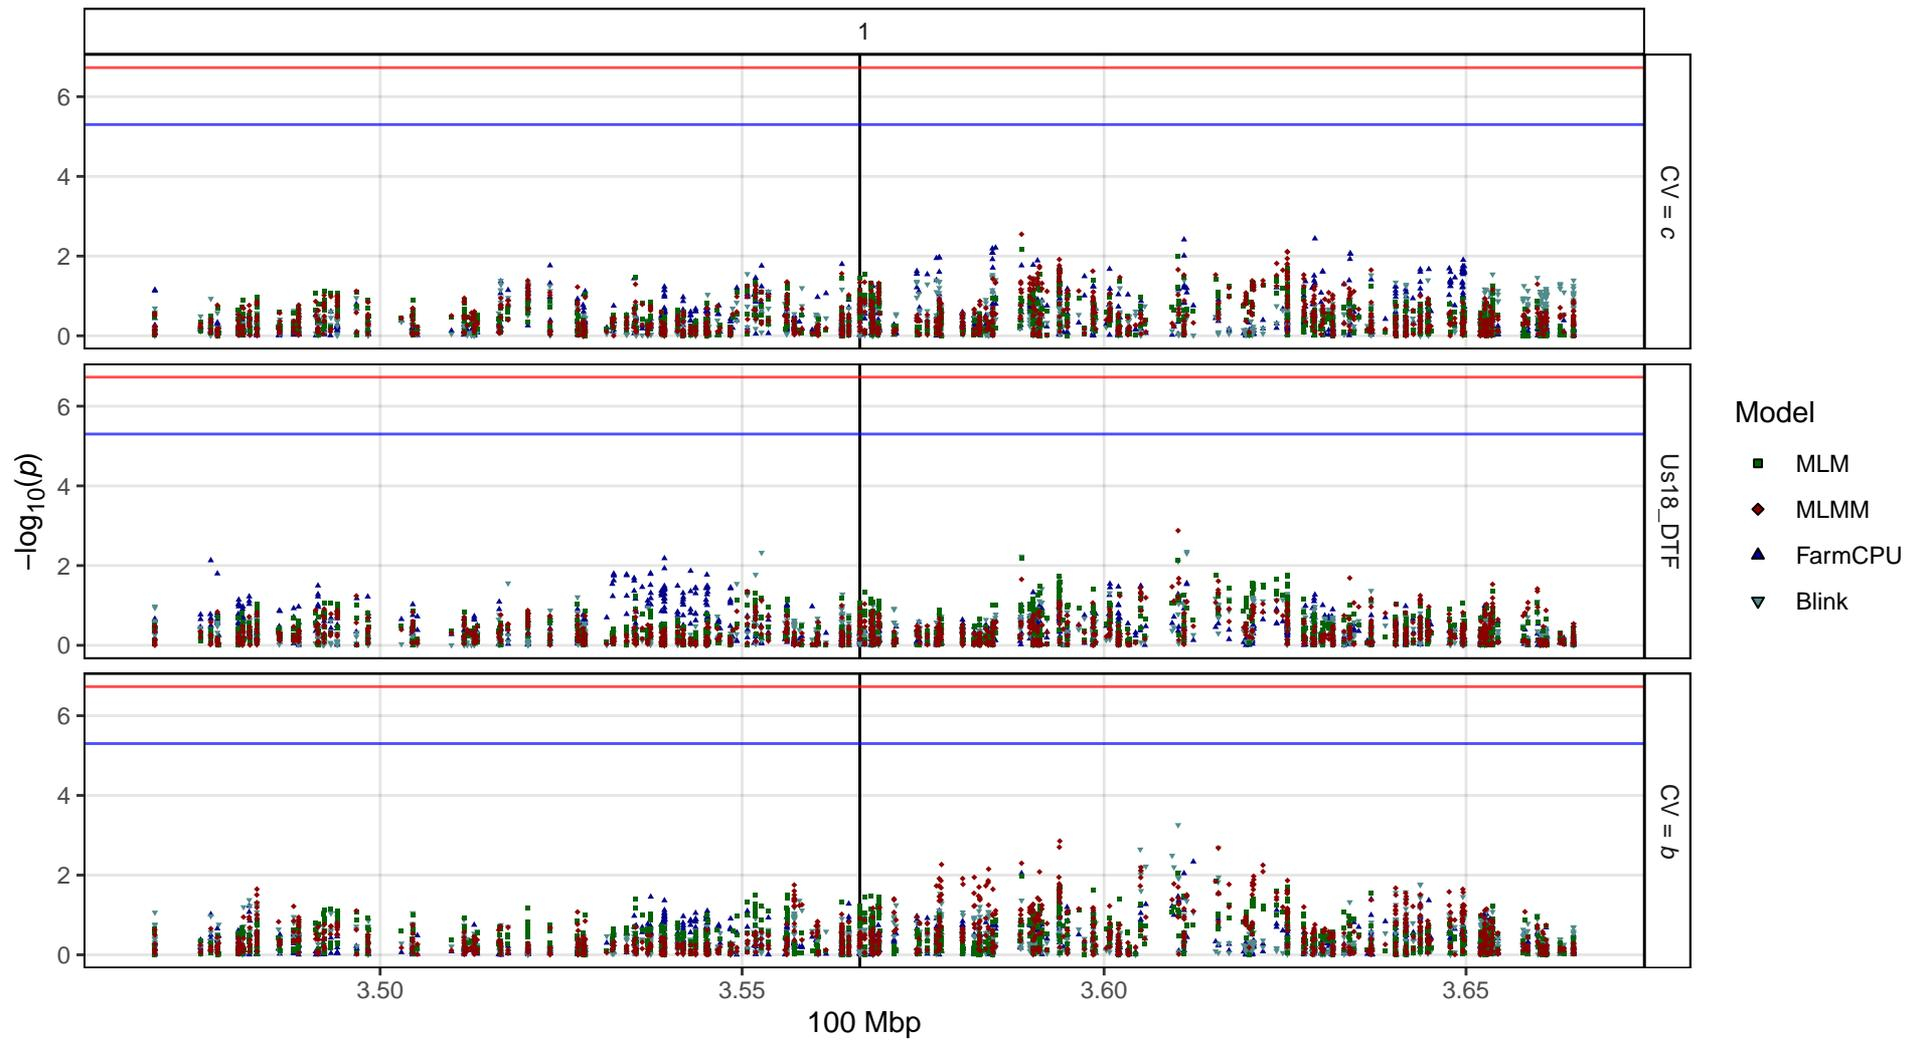 1
6
4
2
0
CV = c
6
4
2
0
Us18_DTF
6
4
2
0
CV = b
−log10(p)
3.50 3.55 3.60 3.65
100 Mbp
Model
MLM
MLMM
FarmCPU
Blink